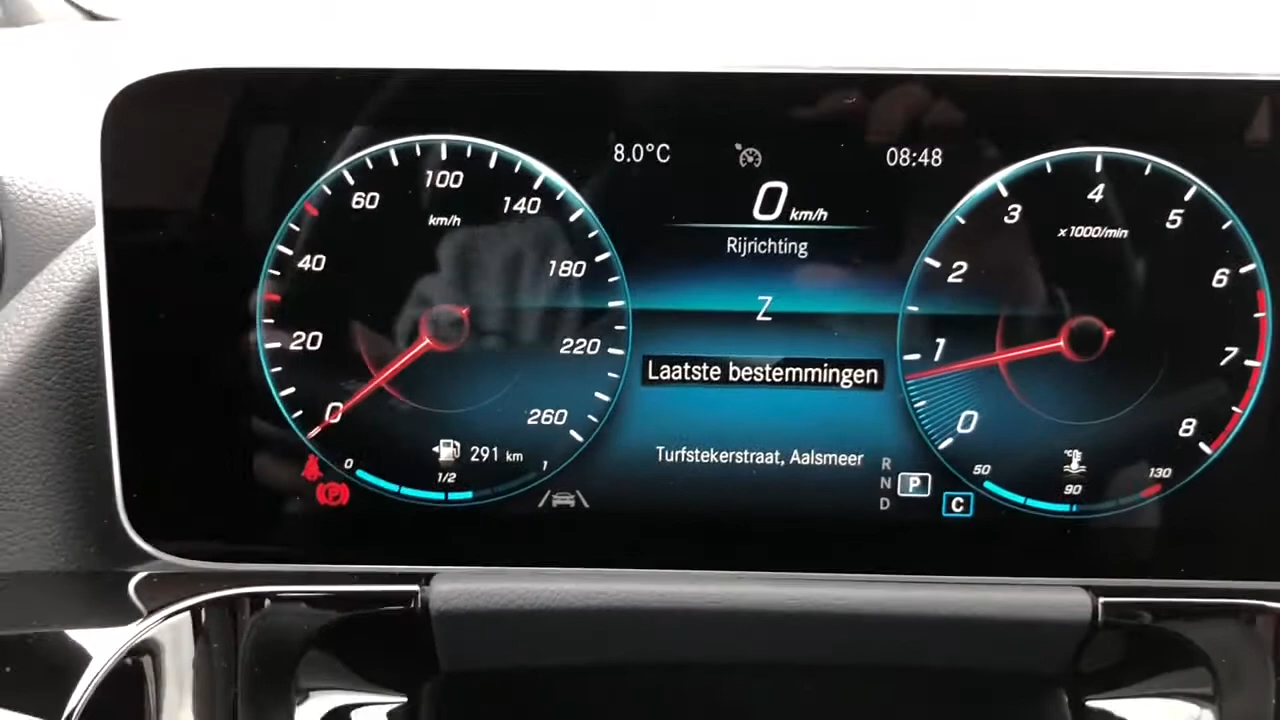 8.0°C
08:48
0 km/h
Rijrichting
Z
Laatste bestemmingen
Turfstekerstraat, Aalsmeer
0
20
40
60
100
140
180
220
260
km/h
291 km
0
1/2
1
P
R
N
D
P
C
0
1
2
3
4
5
6
7
8
x1000/min
°C/F
50
90
130